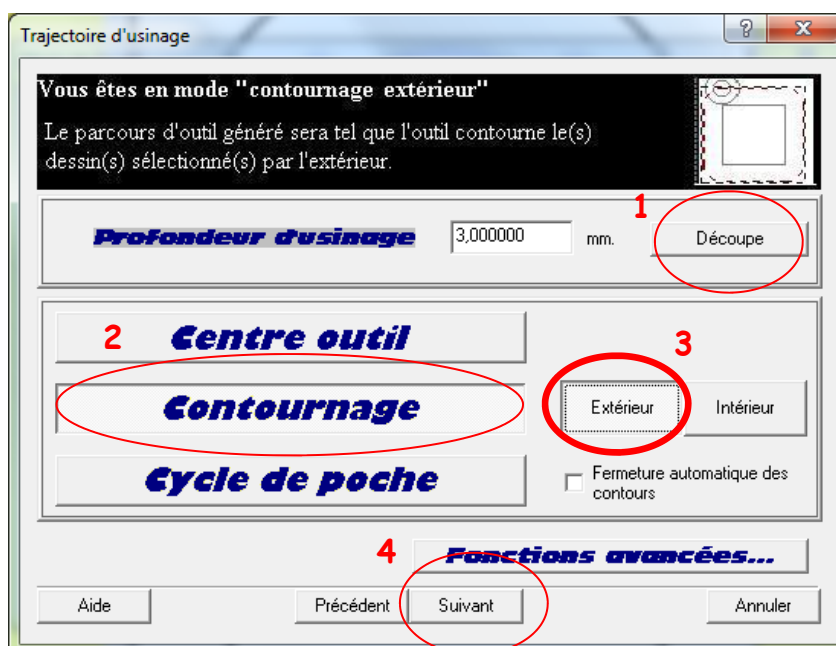 Trajectoire d'usinage
Vous êtes en mode "contournage extérieur"
Le parcours d'outil généré sera tel que l'outil contourne le(s)
dessin(s) sélectionné(s) par l'extérieur.
1
Profondeur d'usinage 3,000000 mm. Découpe
2 Centre outil 3
Contournage Extérieur Intérieur
Cycle de poche Fermeture automatique des
contours
4 Fonctions avancées...
Aide Précédent Suivant Annuler